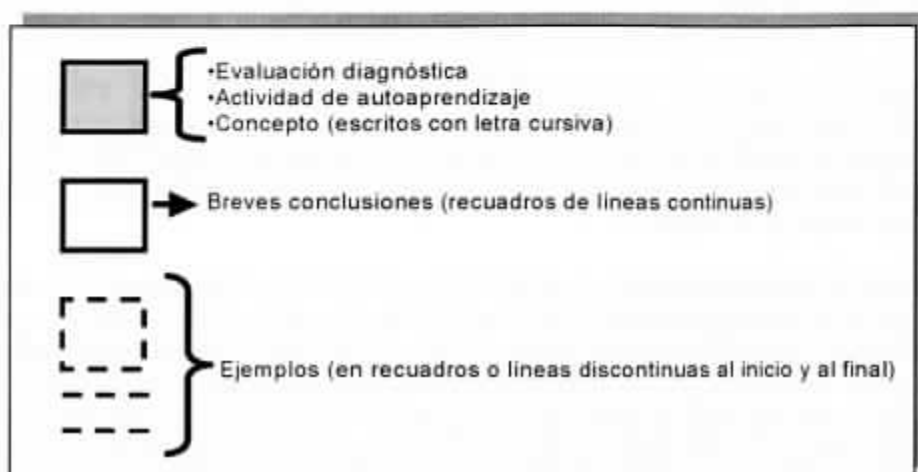 •Evaluación diagnóstica
•Actividad de autoaprendizaje
•Concepto (escritos con letra cursiva)
Breves conclusiones (recuadros de líneas continuas)
Ejemplos (en recuadros o líneas discontinuas al inicio y al final)